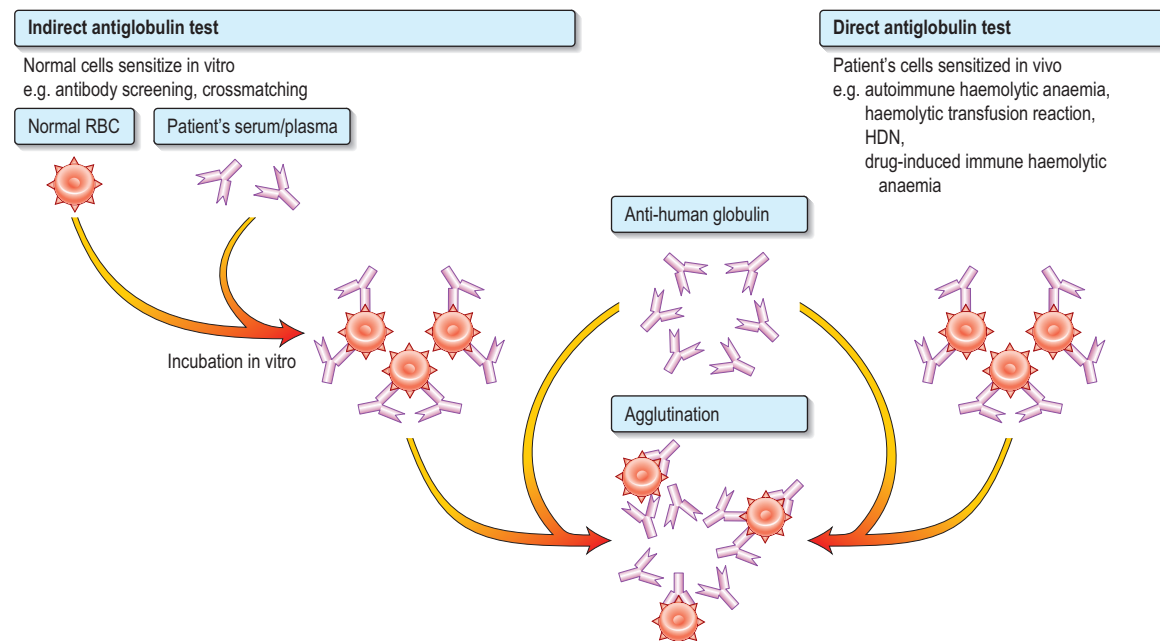 Indirect antiglobulin test
Normal cells sensitize in vitro
e.g. antibody screening, crossmatching
Normal RBC
Patient's serum/plasma
Incubation in vitro
Anti-human globulin
Agglutination
Direct antiglobulin test
Patient's cells sensitized in vivo
e.g. autoimmune haemolytic anaemia,
haemolytic transfusion reaction,
HDN,
drug-induced immune haemolytic
anaemia